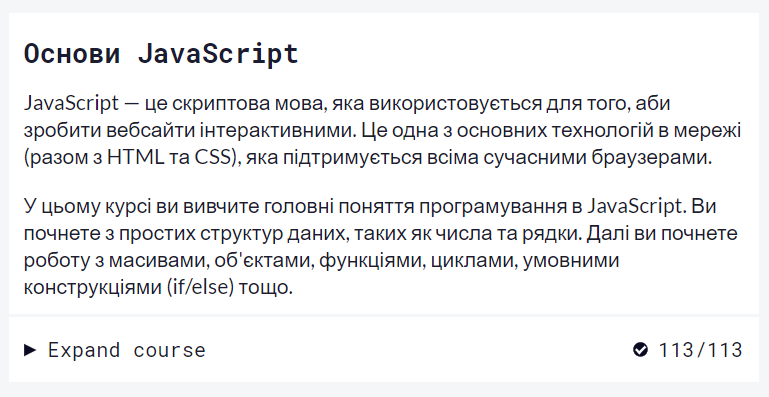 Основи JavaScript
JavaScript — це скриптова мова, яка використовується для того, аби
зробити вебсайти інтерактивними. Це одна з основних технологій в мережі
(разом з HTML та CSS), яка підтримується всіма сучасними браузерами.
У цьому курсі ви вивчите головні поняття програмування в JavaScript. Ви
почнете з простих структур даних, таких як числа та рядки. Далі ви почнете
роботу з масивами, об'єктами, функціями, циклами, умовними
конструкціями (if/else) тощо.
Expand course 113/113